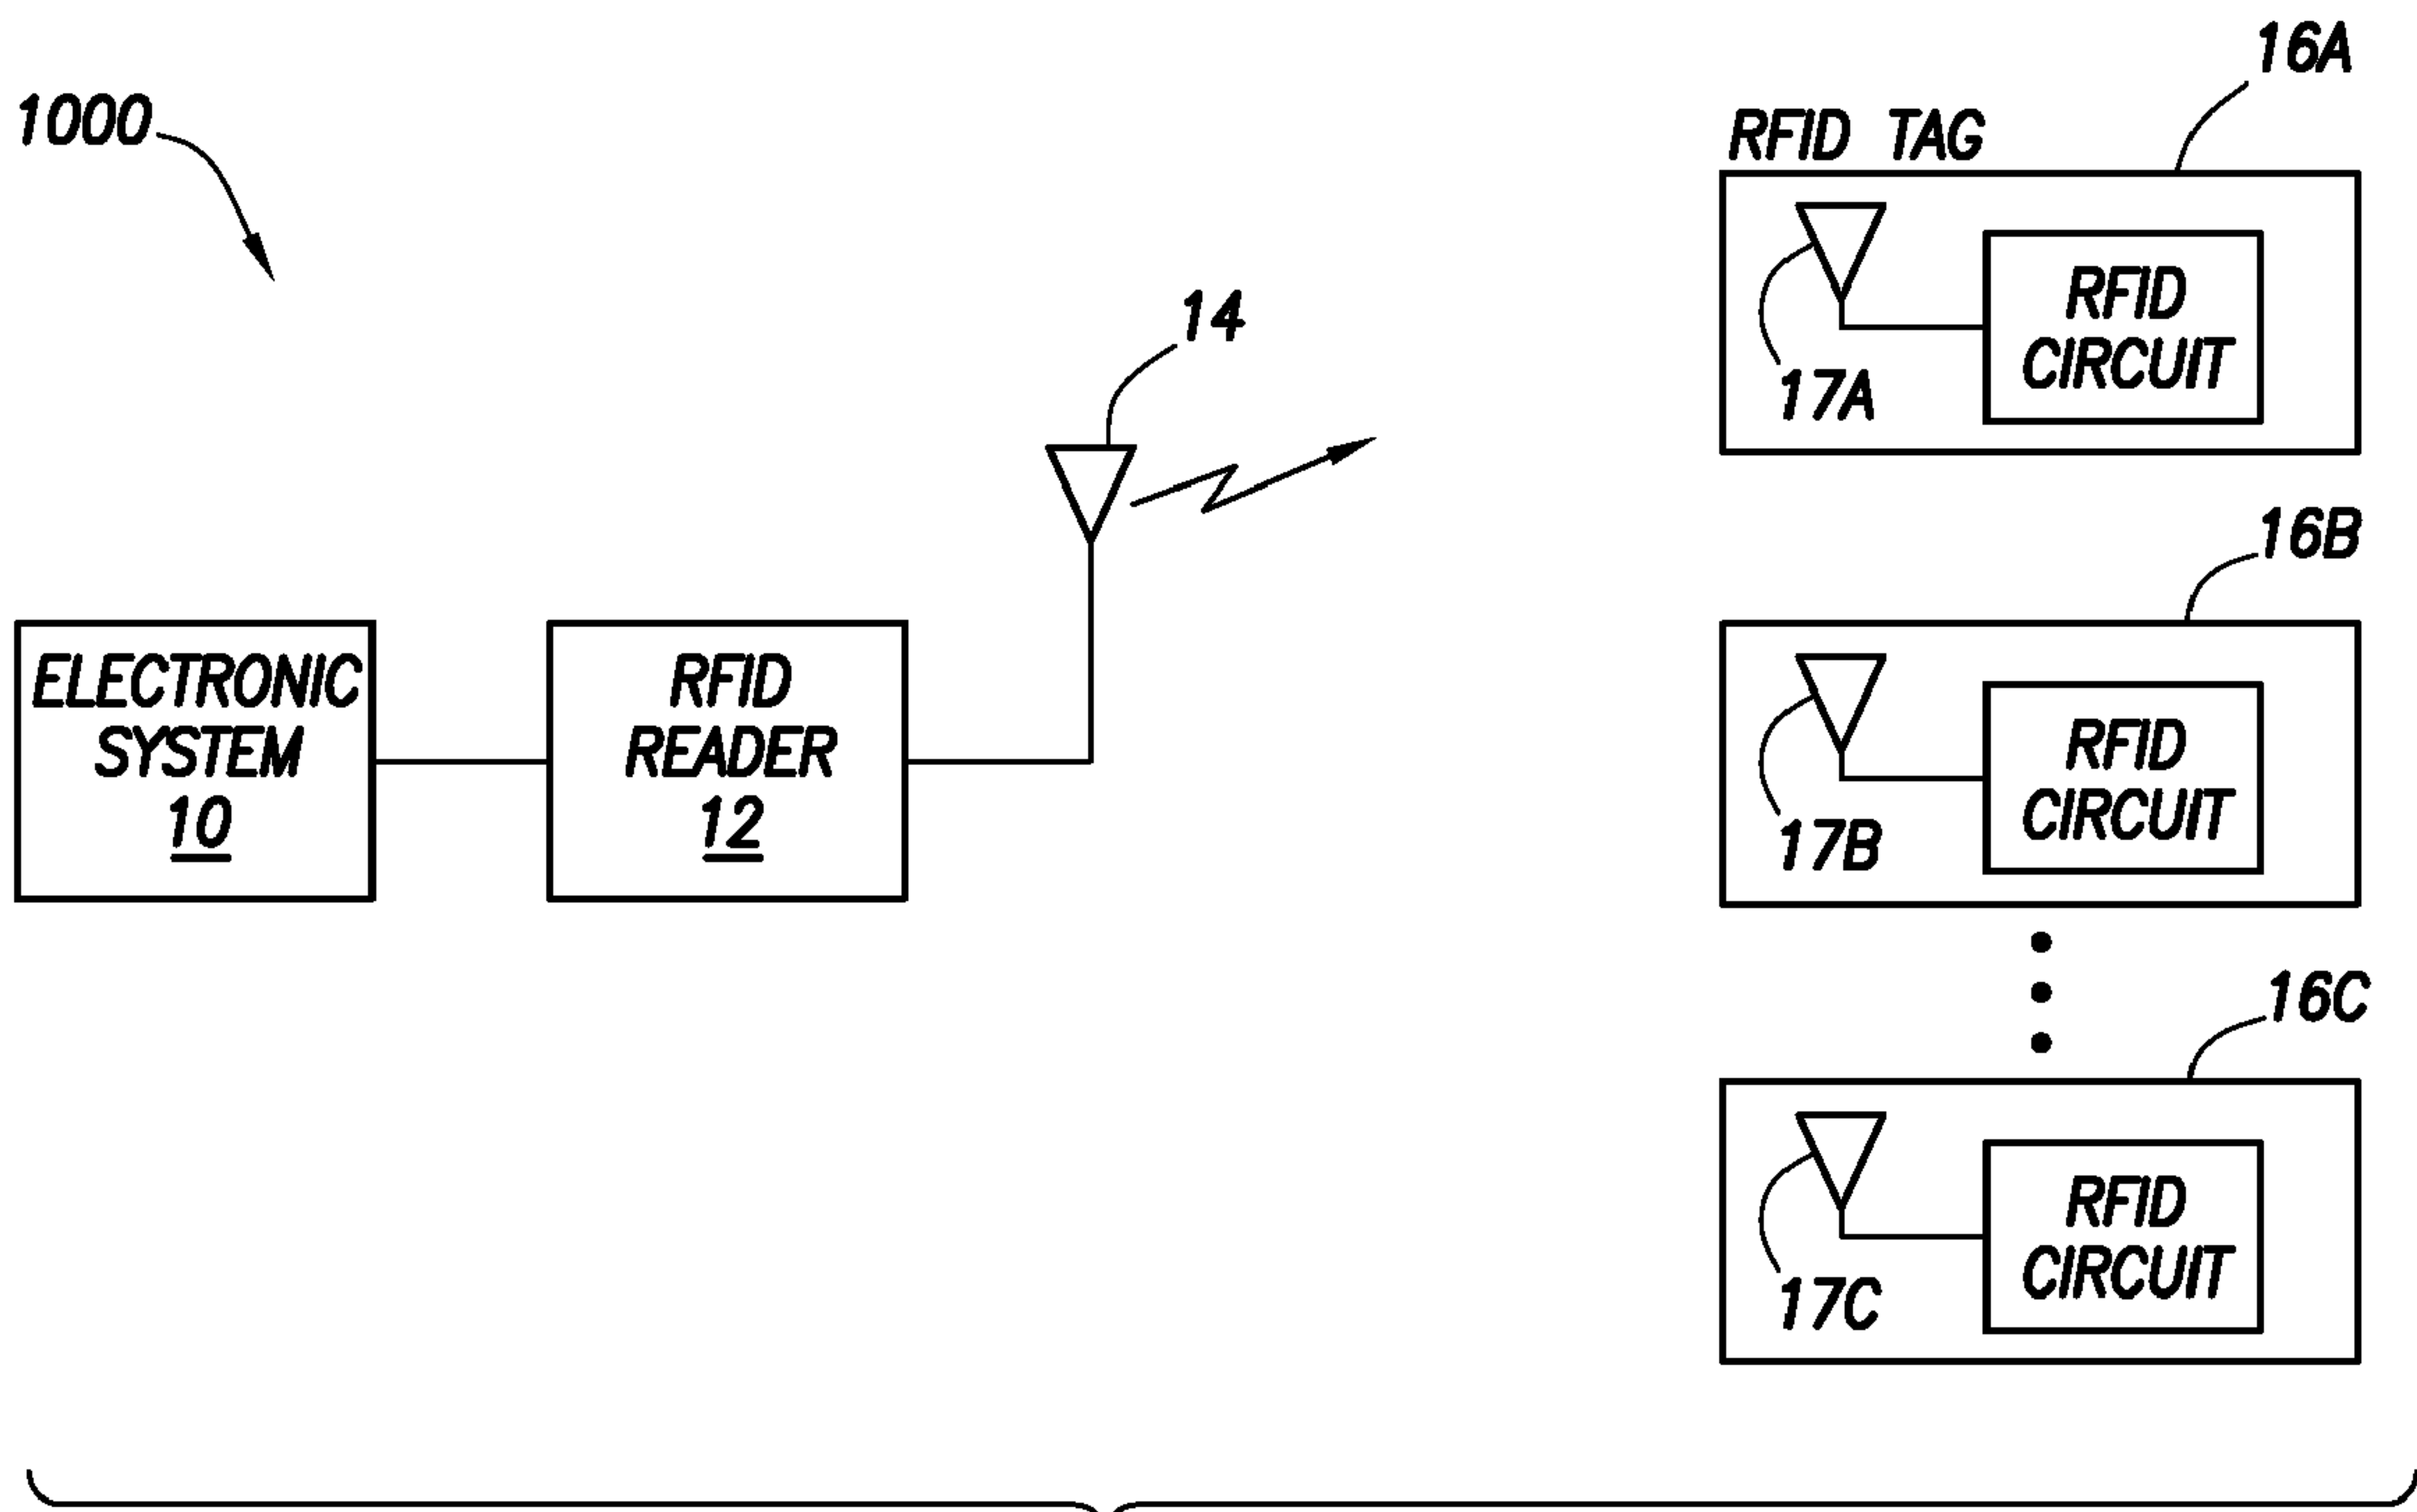 1000
14
ELECTRONIC
SYSTEM
10
RFID
READER
12
16A
RFID TAG
RFID
CIRCUIT
17A
16B
RFID
CIRCUIT
17B
16C
RFID
CIRCUIT
17C